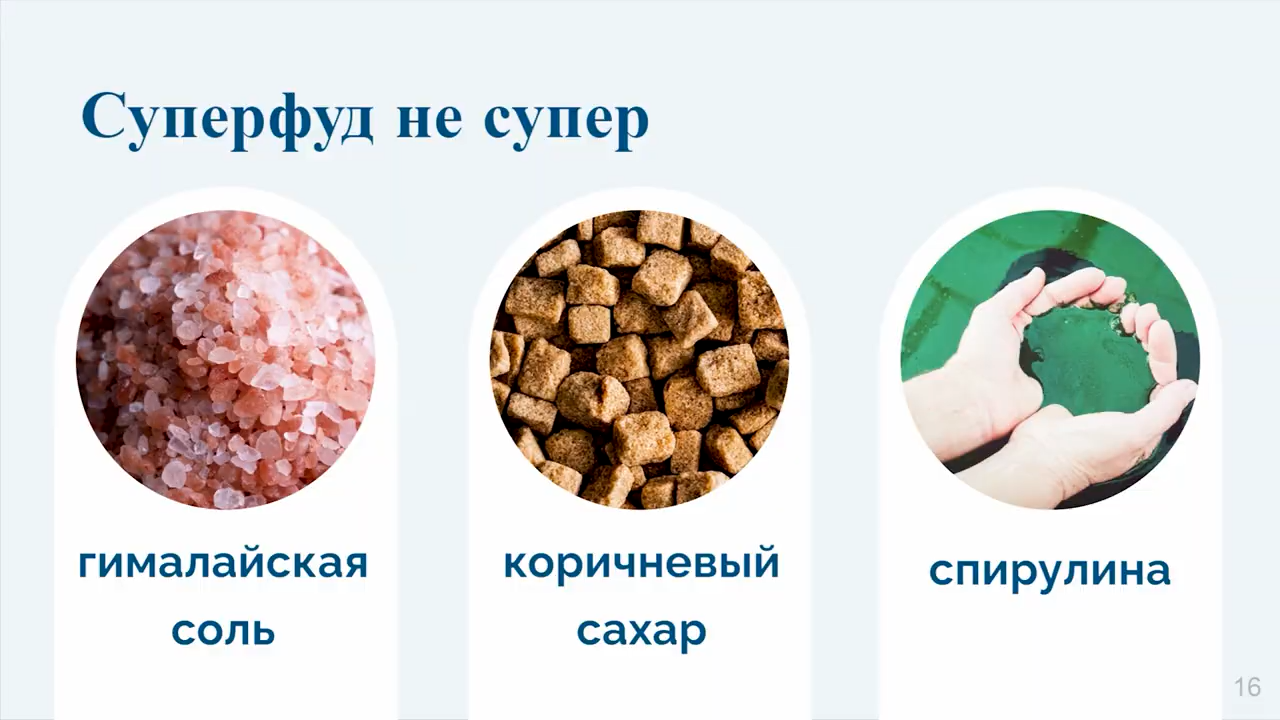 Суперфуд не супер
гималайская
соль
коричневый
сахар
спирулина
16